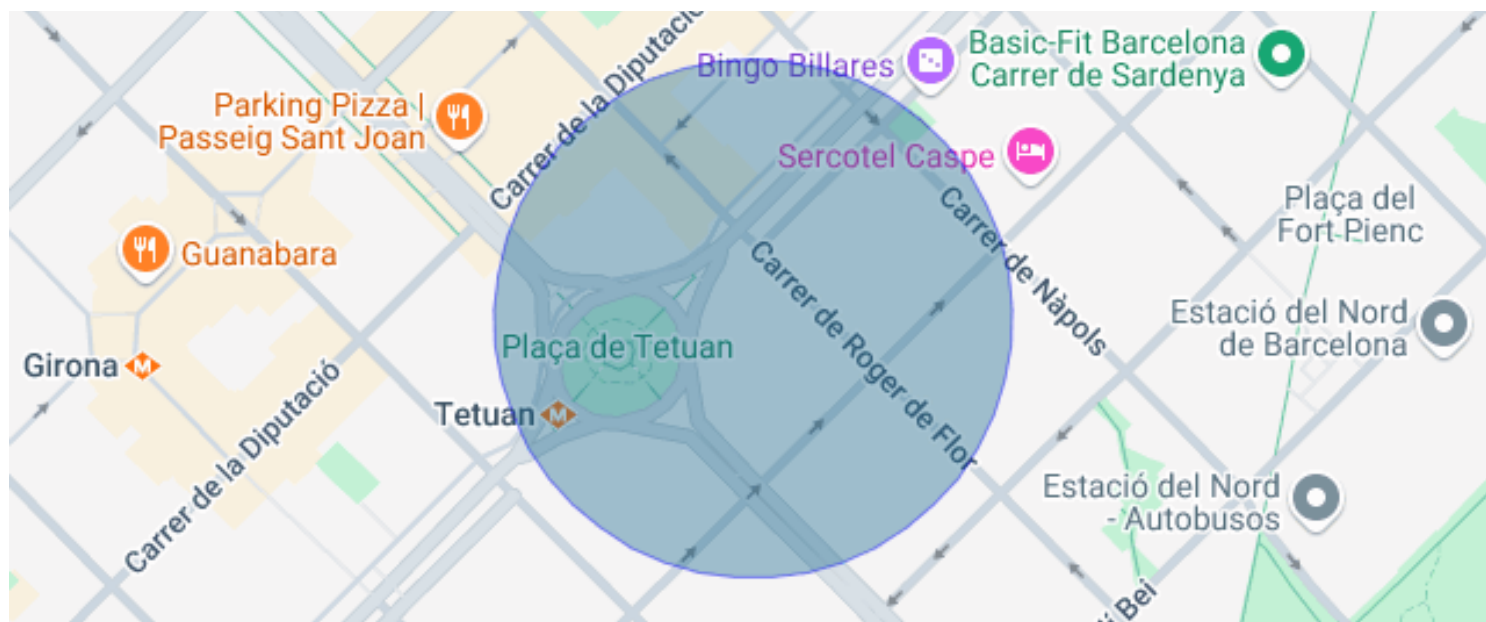 Bingo Billares
Basic-Fit Barcelona
Carrer de Sardenya
Carrer de la Diputació
Parking Pizza |
Passeig Sant Joan
Sercotel Caspe
Carrer de Nàpols
Plaça del
Fort Pienc
Guanabara
Carrer de Roger de Flor
Estació del Nord
de Barcelona
Plaça de Tetuan
Girona
Tetuan
Carrer de la Diputació
Estació del Nord
- Autobusos
Bei